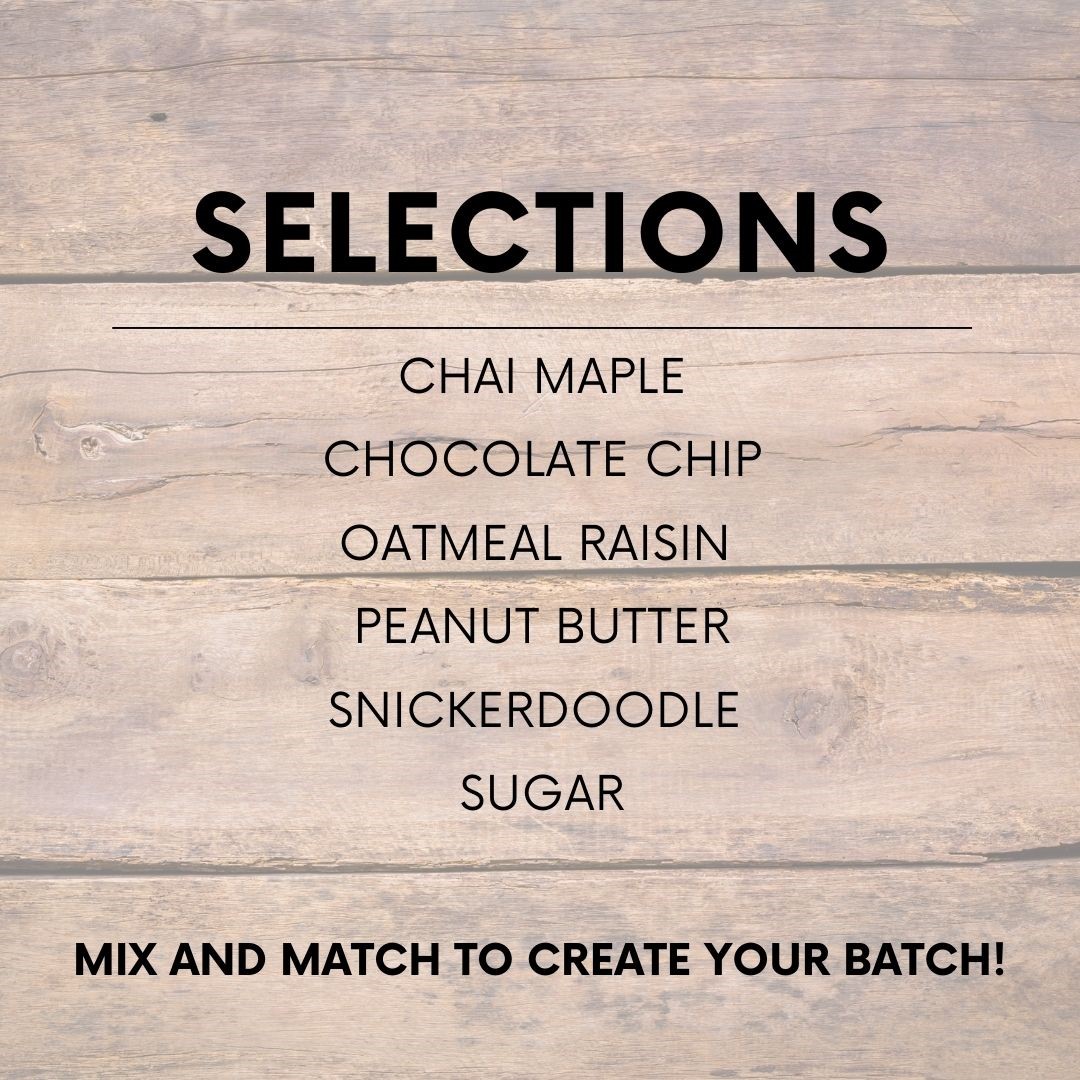 SELECTIONS
CHAI MAPLE
CHOCOLATE CHIP
OATMEAL RAISIN
PEANUT BUTTER
SNICKERDOODLE
SUGAR
MIX AND MATCH TO CREATE YOUR BATCH!